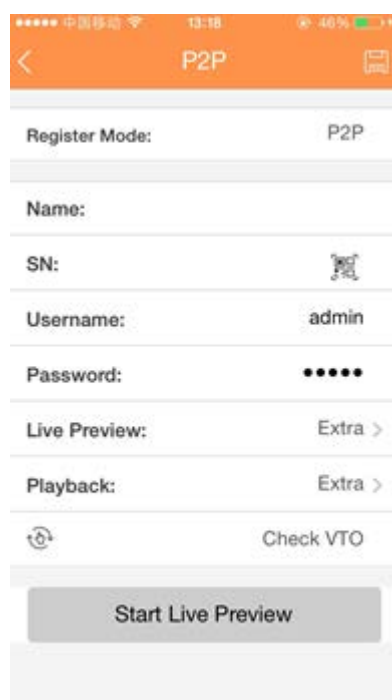 中国移动 13:18 46%
P2P
Register Mode: P2P
Name:
SN:
Username: admin
Password: •••••
Live Preview: Extra
Playback: Extra
Check VTO
Start Live Preview